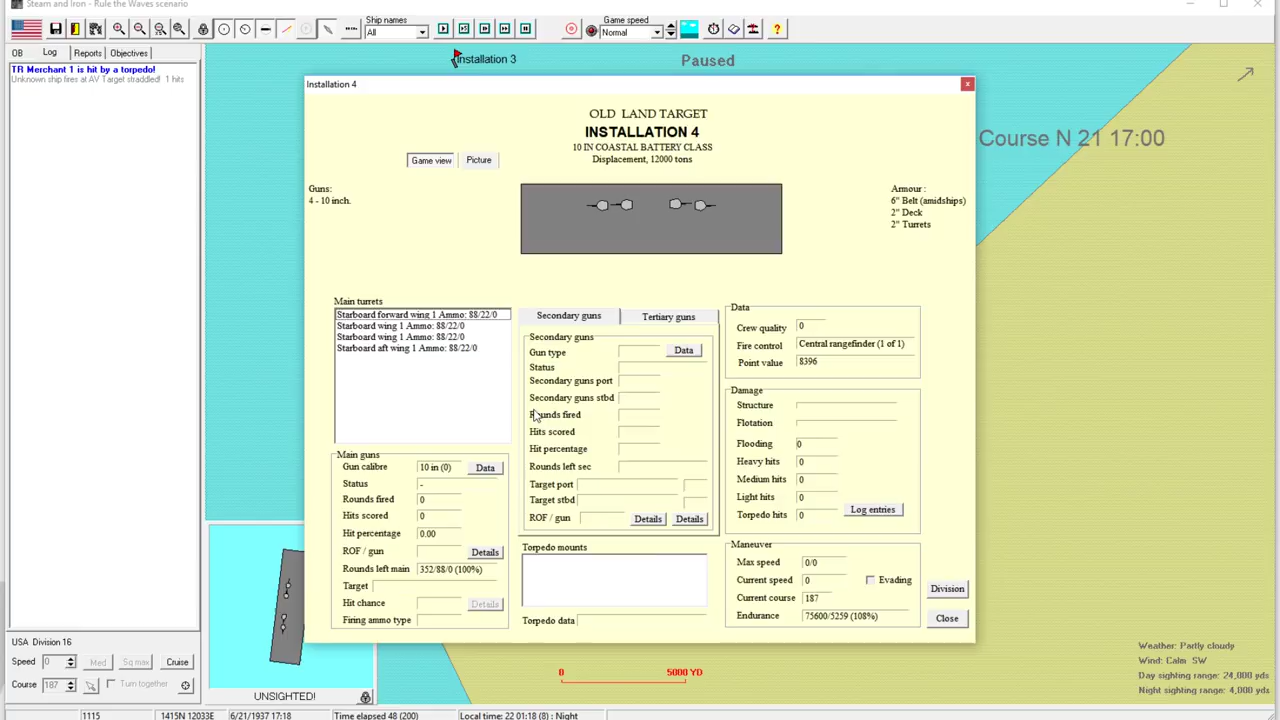 Steam and Iron - Rule the Waves scenario
Ship names
All
Game speed
Normal
OB
Log
Reports
Objectives
TR Merchant 1 is hit by a torpedo!
Unknown ship fires at AV Target straddled! 1 hits
Installation 3
Paused
Course N 21 17:00
Installation 4
OLD LAND TARGET
INSTALLATION 4
10 IN COASTAL BATTERY CLASS
Displacement, 12000 tons
Game view
Picture
Guns:
4 - 10 inch.
Armour :
6" Belt (amidships)
2" Deck
2" Turrets
Main turrets
Starboard forward wing 1 Ammo: 88/22/0
Starboard wing 1 Ammo: 88/22/0
Starboard wing 1 Ammo: 88/22/0
Starboard aft wing 1 Ammo: 88/22/0
Main guns
Gun calibre 10 in (0) Data
Status -
Rounds fired 0
Hits scored 0
Hit percentage 0.00
ROF / gun Details
Rounds left main 352/88/0 (100%)
Target
Hit chance Details
Firing ammo type
Secondary guns
Tertiary guns
Secondary guns
Gun type Data
Status
Secondary guns port
Secondary guns stbd
Rounds fired
Hits scored
Hit percentage
Rounds left sec
Target port
Target stbd
ROF / gun Details Details
Torpedo mounts
Torpedo data
Data
Crew quality 0
Fire control Central rangefinder (1 of 1)
Point value 8396
Damage
Structure
Flotation
Flooding 0
Heavy hits 0
Medium hits 0
Light hits 0
Torpedo hits 0
Log entries
Maneuver
Max speed 0/0
Current speed 0
Evading
Current course 187
Endurance 75600/5259 (108%)
Division
Close
USA Division 16
Speed 0 Med Sq max Cruise
Course 187 Turn together
UNSIGHTED!
0 5000 YD
Weather: Partly cloudy
Wind: Calm SW
Day sighting range: 24,000 yds
Night sighting range: 4,000 yds
1115
1415N 12033E
6/21/1937 17:18
Time elapsed 48 (200)
Local time: 22 01:18 (8) : Night